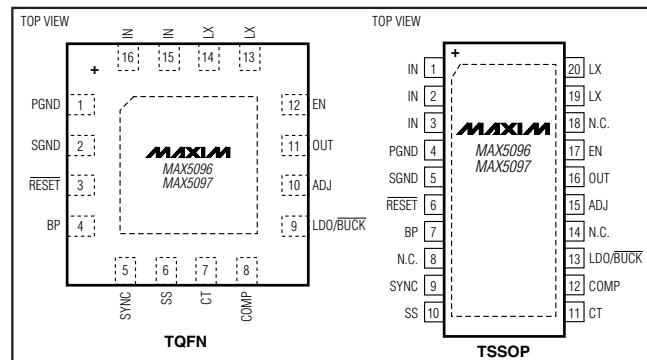 TOP VIEW
IN
IN
LX
LX
16
15
14
13
+
PGND
1
12
EN
SGND
2
11
OUT
RESET
3
10
ADJ
BP
4
9
LDO/BUCK
MAXIM
MAX5096
MAX5097
5
6
7
8
SYNC
SS
CT
COMP
TQFN
TOP VIEW
+
IN
1
20
LX
IN
2
19
LX
IN
3
18
N.C.
PGND
4
17
EN
SGND
5
16
OUT
RESET
6
15
ADJ
BP
7
14
N.C.
N.C.
8
13
LDO/BUCK
SYNC
9
12
COMP
SS
10
11
CT
MAXIM
MAX5096
MAX5097
TSSOP